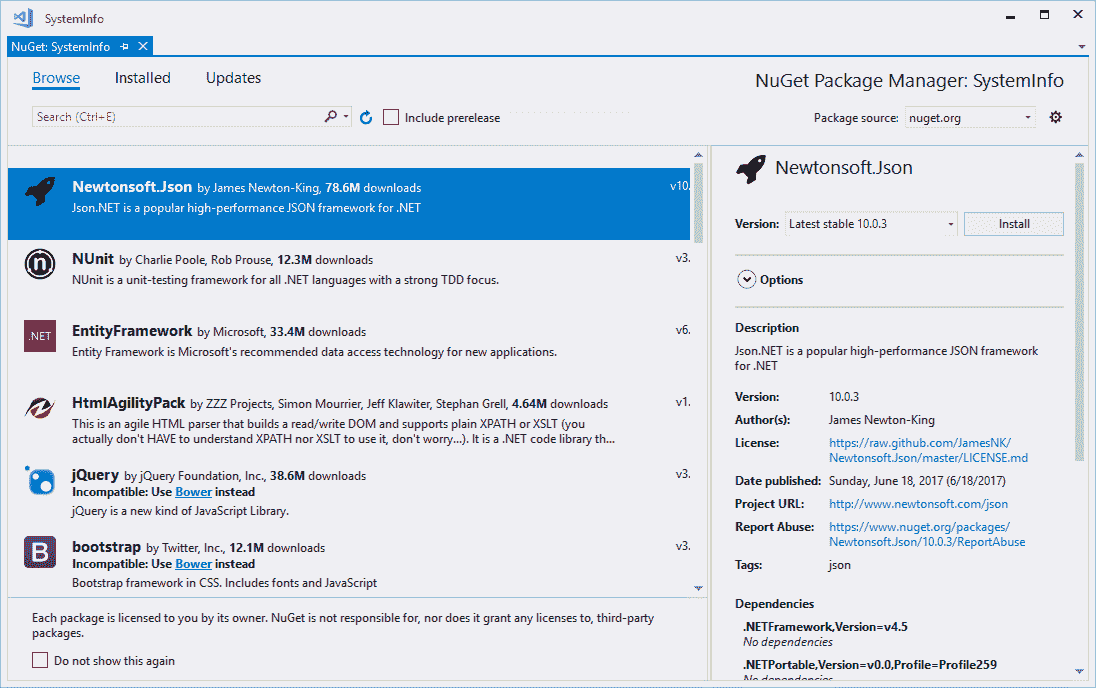 SystemInfo
NuGet: SystemInfo
Browse Installed Updates
NuGet Package Manager: SystemInfo
Search (Ctrl+E)
Include prerelease
Package source: nuget.org
Newtonsoft.Json by James Newton-King, 78.6M downloads
v10.
Json.NET is a popular high-performance JSON framework for .NET
NUnit by Charlie Poole, Rob Prouse, 12.3M downloads
v3.
NUnit is a unit-testing framework for all .NET languages with a strong TDD focus.
.NET
EntityFramework by Microsoft, 33.4M downloads
v6.
Entity Framework is Microsoft's recommended data access technology for new applications.
HtmlAgilityPack by ZZZ Projects, Simon Mourrier, Jeff Klawiter, Stephan Grell, 4.64M downloads
v1.
This is an agile HTML parser that builds a read/write DOM and supports plain XPATH or XSLT (you
actually don't HAVE to understand XPATH nor XSLT to use it, don't worry...). It is a .NET code library th...
jQuery by jQuery Foundation, Inc., 38.6M downloads
v3.
Incompatible: Use Bower instead
jQuery is a new kind of JavaScript Library.
B
bootstrap by Twitter, Inc., 12.1M downloads
v3.
Incompatible: Use Bower instead
Bootstrap framework in CSS. Includes fonts and JavaScript
Each package is licensed to you by its owner. NuGet is not responsible for, nor does it grant any licenses to, third-party
packages.
Do not show this again
Newtonsoft.Json
Version: Latest stable 10.0.3 Install
Options
Description
Json.NET is a popular high-performance JSON framework
for .NET
Version: 10.0.3
Author(s): James Newton-King
License: https://raw.github.com/JamesNK/
Newtonsoft.Json/master/LICENSE.md
Date published: Sunday, June 18, 2017 (6/18/2017)
Project URL: http://www.newtonsoft.com/json
Report Abuse: https://www.nuget.org/packages/
Newtonsoft.Json/10.0.3/ReportAbuse
Tags: json
Dependencies
.NETFramework,Version=v4.5
No dependencies
.NETPortable,Version=v0.0,Profile=Profile259
No dependencies